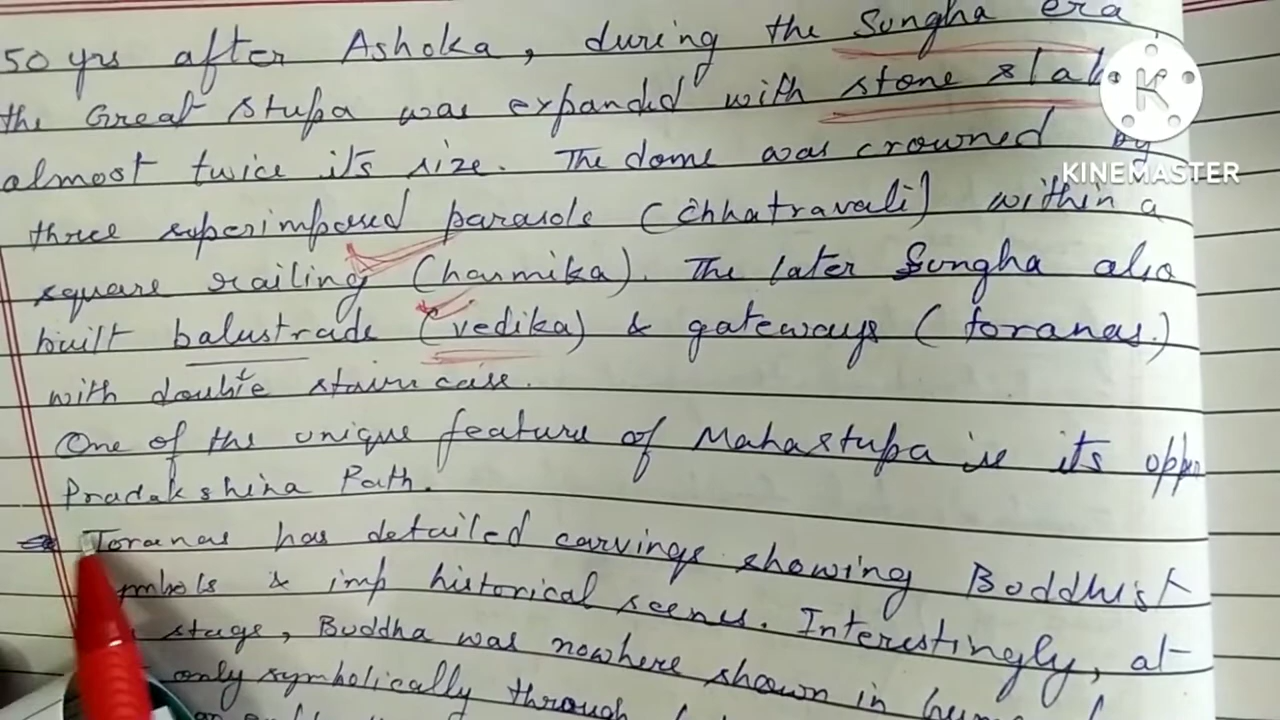 50 yrs after Ashoka, during the Sungha era
the Great Stupa was expanded with stone slab
almost twice its size. The dome was crowned by
three superimposed parasols (chhatravali) within a
square railing (harmika). The later Sungha also
built balustrade (vedika) & gateways (toranas.)
with double staircase.
One of the unique feature of Mahastupa is its
Pradakshina Path.
Toranas has detailed carvings showing Boddhist
& imp historical scenes. Interestingly, at
stage, Buddha was nowhere shown in
only symbolically through
KINEMASTER